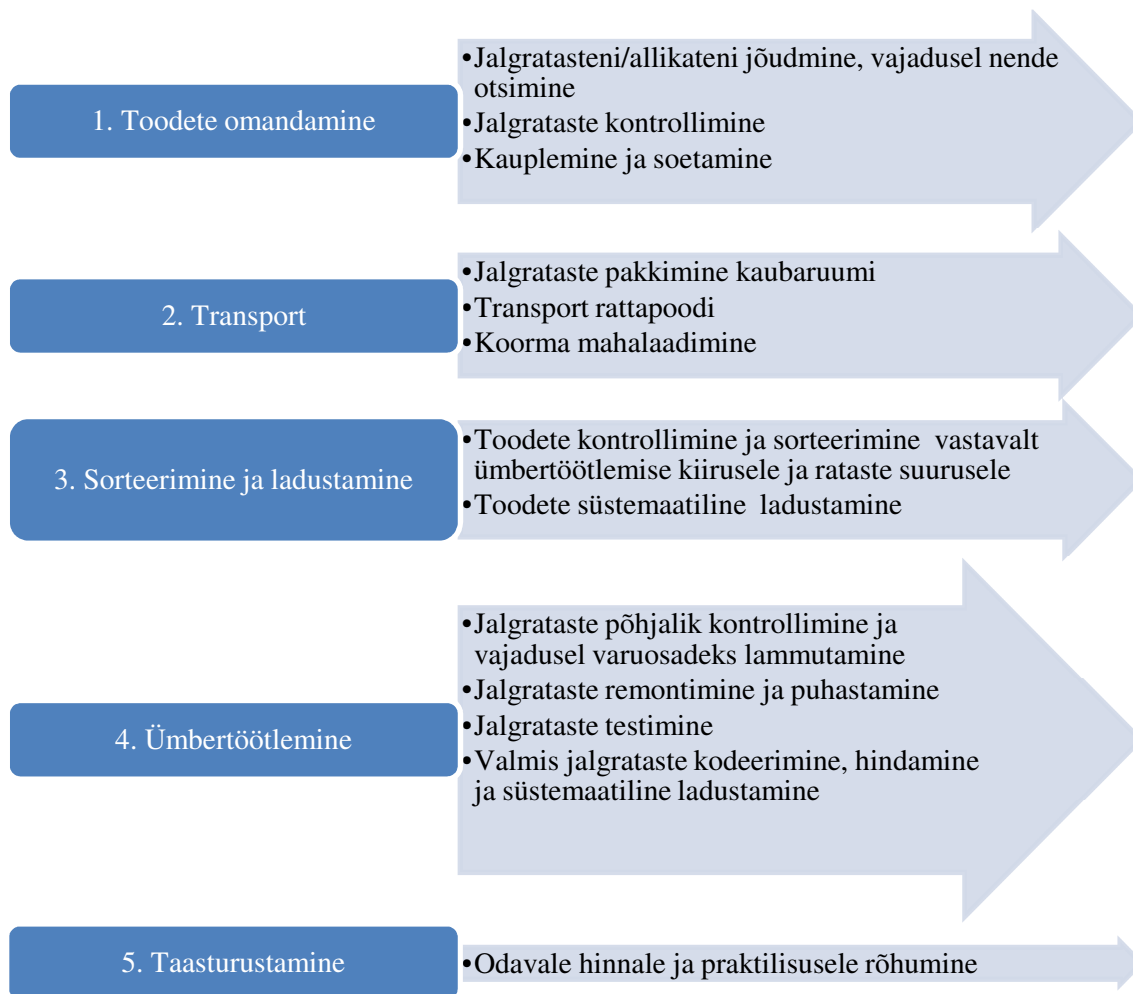 1. Toodete omandamine
•Jalgratasteni/allikateni jõudmine, vajadusel nende
otsimine
•Jalgrataste kontrollimine
•Kauplemine ja soetamine
2. Transport
•Jalgrataste pakkimine kaubaruumi
•Transport rattapoodi
•Koorma mahalaadimine
3. Sorteerimine ja ladustamine
•Toodete kontrollimine ja sorteerimine vastavalt
ümbertöötlemise kiirusele ja rataste suurusele
•Toodete süstemaatiline ladustamine
4. Ümbertöötlemine
•Jalgrataste põhjalik kontrollimine ja
vajadusel varuosadeks lammutamine
•Jalgrataste remontimine ja puhastamine
•Jalgrataste testimine
•Valmis jalgrataste kodeerimine, hindamine
ja süstemaatiline ladustamine
5. Taasturustamine
•Odavale hinnale ja praktilisusele rõhumine